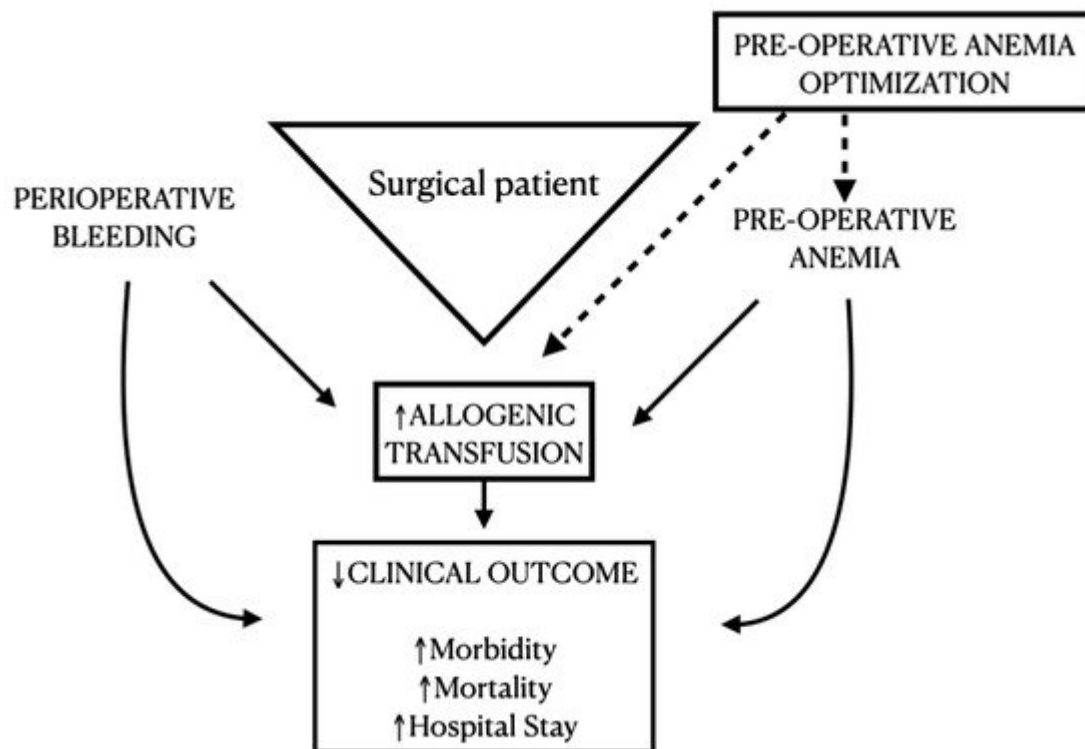 PRE-OPERATIVE ANEMIA
OPTIMIZATION
Surgical patient
PERIOPERATIVE
BLEEDING
PRE-OPERATIVE
ANEMIA
↑ALLOGENIC
TRANSFUSION
↓CLINICAL OUTCOME
↑Morbidity
↑Mortality
↑Hospital Stay